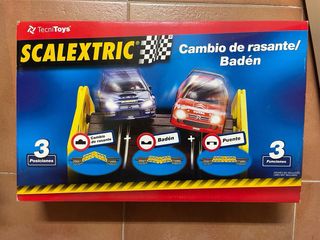 TecniToys
SCALEXTRIC
Cambio de rasante/
Badén
3
Posiciones
Cambio
de rasante
Badén
Puente
3
Funciones